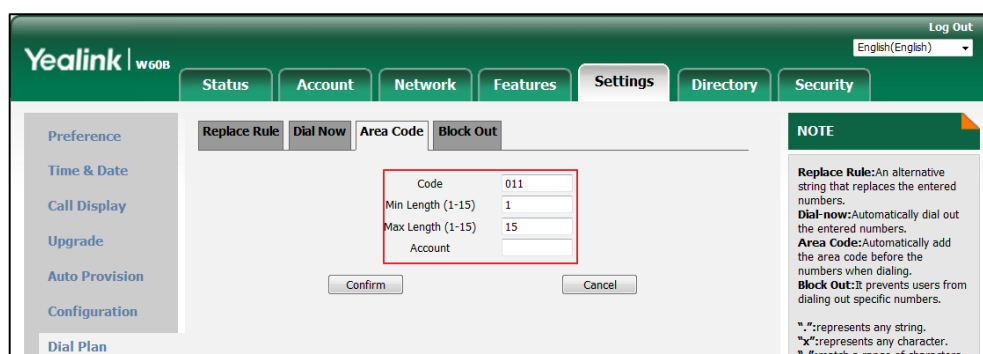 Log Out
Yealink | W60B
English(English)
Status Account Network Features Settings Directory Security
Preference
Time & Date
Call Display
Upgrade
Auto Provision
Configuration
Dial Plan
Replace Rule Dial Now Area Code Block Out
Code 011
Min Length (1-15) 1
Max Length (1-15) 15
Account
Confirm Cancel
NOTE
Replace Rule:An alternative
string that replaces the entered
numbers.
Dial-now:Automatically dial out
the entered numbers.
Area Code:Automatically add
the area code before the
numbers when dialing.
Block Out:It prevents users from
dialing out specific numbers.
".":represents any string.
"x":represents any character.
"-":match a range of characters